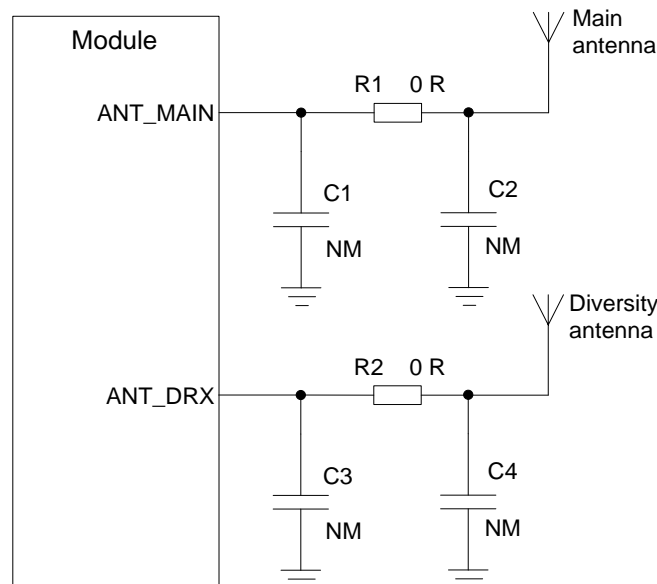 Main
antenna
Module
R1 0 R
ANT_MAIN
C1
C2
NM
NM
Diversity
antenna
R2 0 R
ANT_DRX
C3
C4
NM
NM